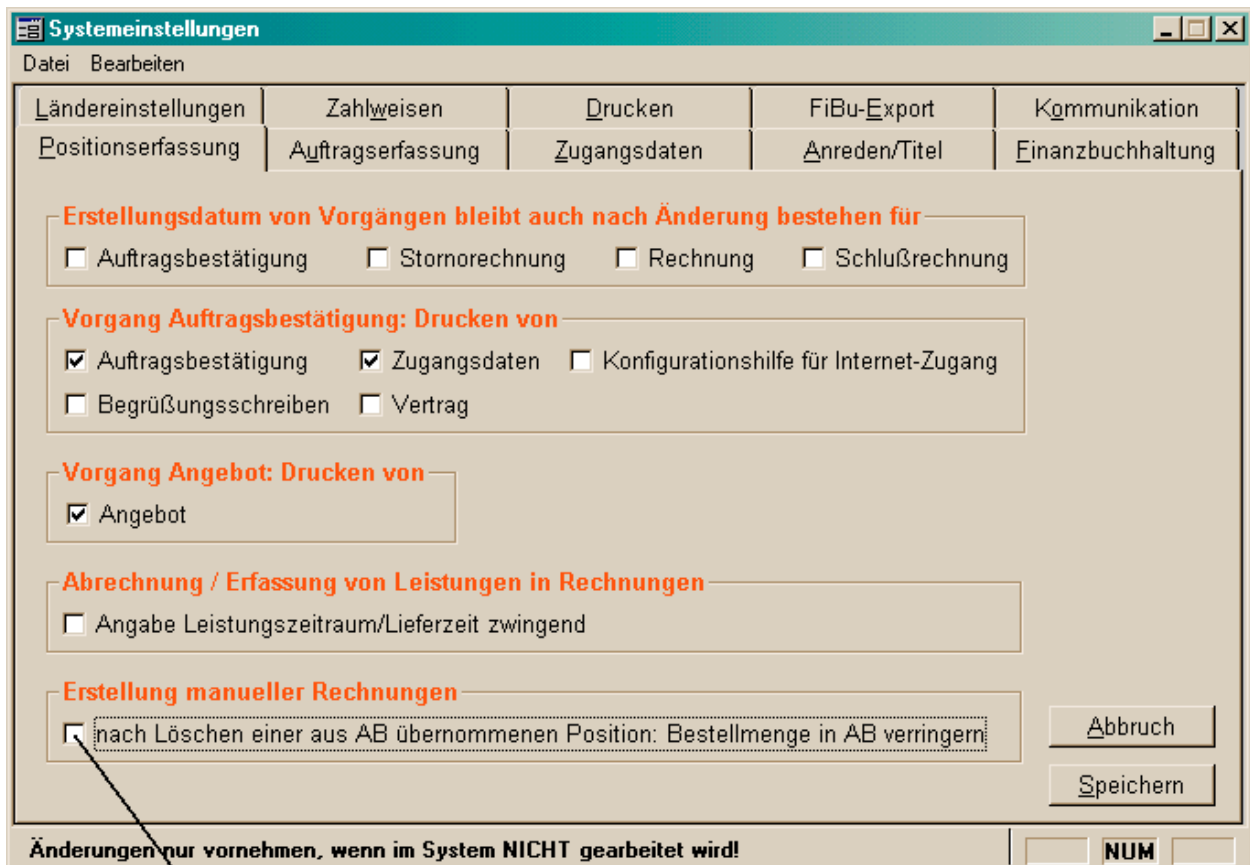 Systemeinstellungen
Datei Bearbeiten
Ländereinstellungen Zahlweisen Drucken FiBu-Export Kommunikation
Positionserfassung Auftragserfassung Zugangsdaten Anreden/Titel Finanzbuchhaltung
Erstellungsdatum von Vorgängen bleibt auch nach Änderung bestehen für
Auftragsbestätigung Stornorechnung Rechnung Schlußrechnung
Vorgang Auftragsbestätigung: Drucken von
Auftragsbestätigung Zugangsdaten Konfigurationshilfe für Internet-Zugang
Begrüßungsschreiben Vertrag
Vorgang Angebot: Drucken von
Angebot
Abrechnung / Erfassung von Leistungen in Rechnungen
Angabe Leistungszeitraum/Lieferzeit zwingend
Erstellung manueller Rechnungen
nach Löschen einer aus AB übernommenen Position: Bestellmenge in AB verringern
Abbruch
Speichern
Änderungen nur vornehmen, wenn im System NICHT gearbeitet wird! NUM